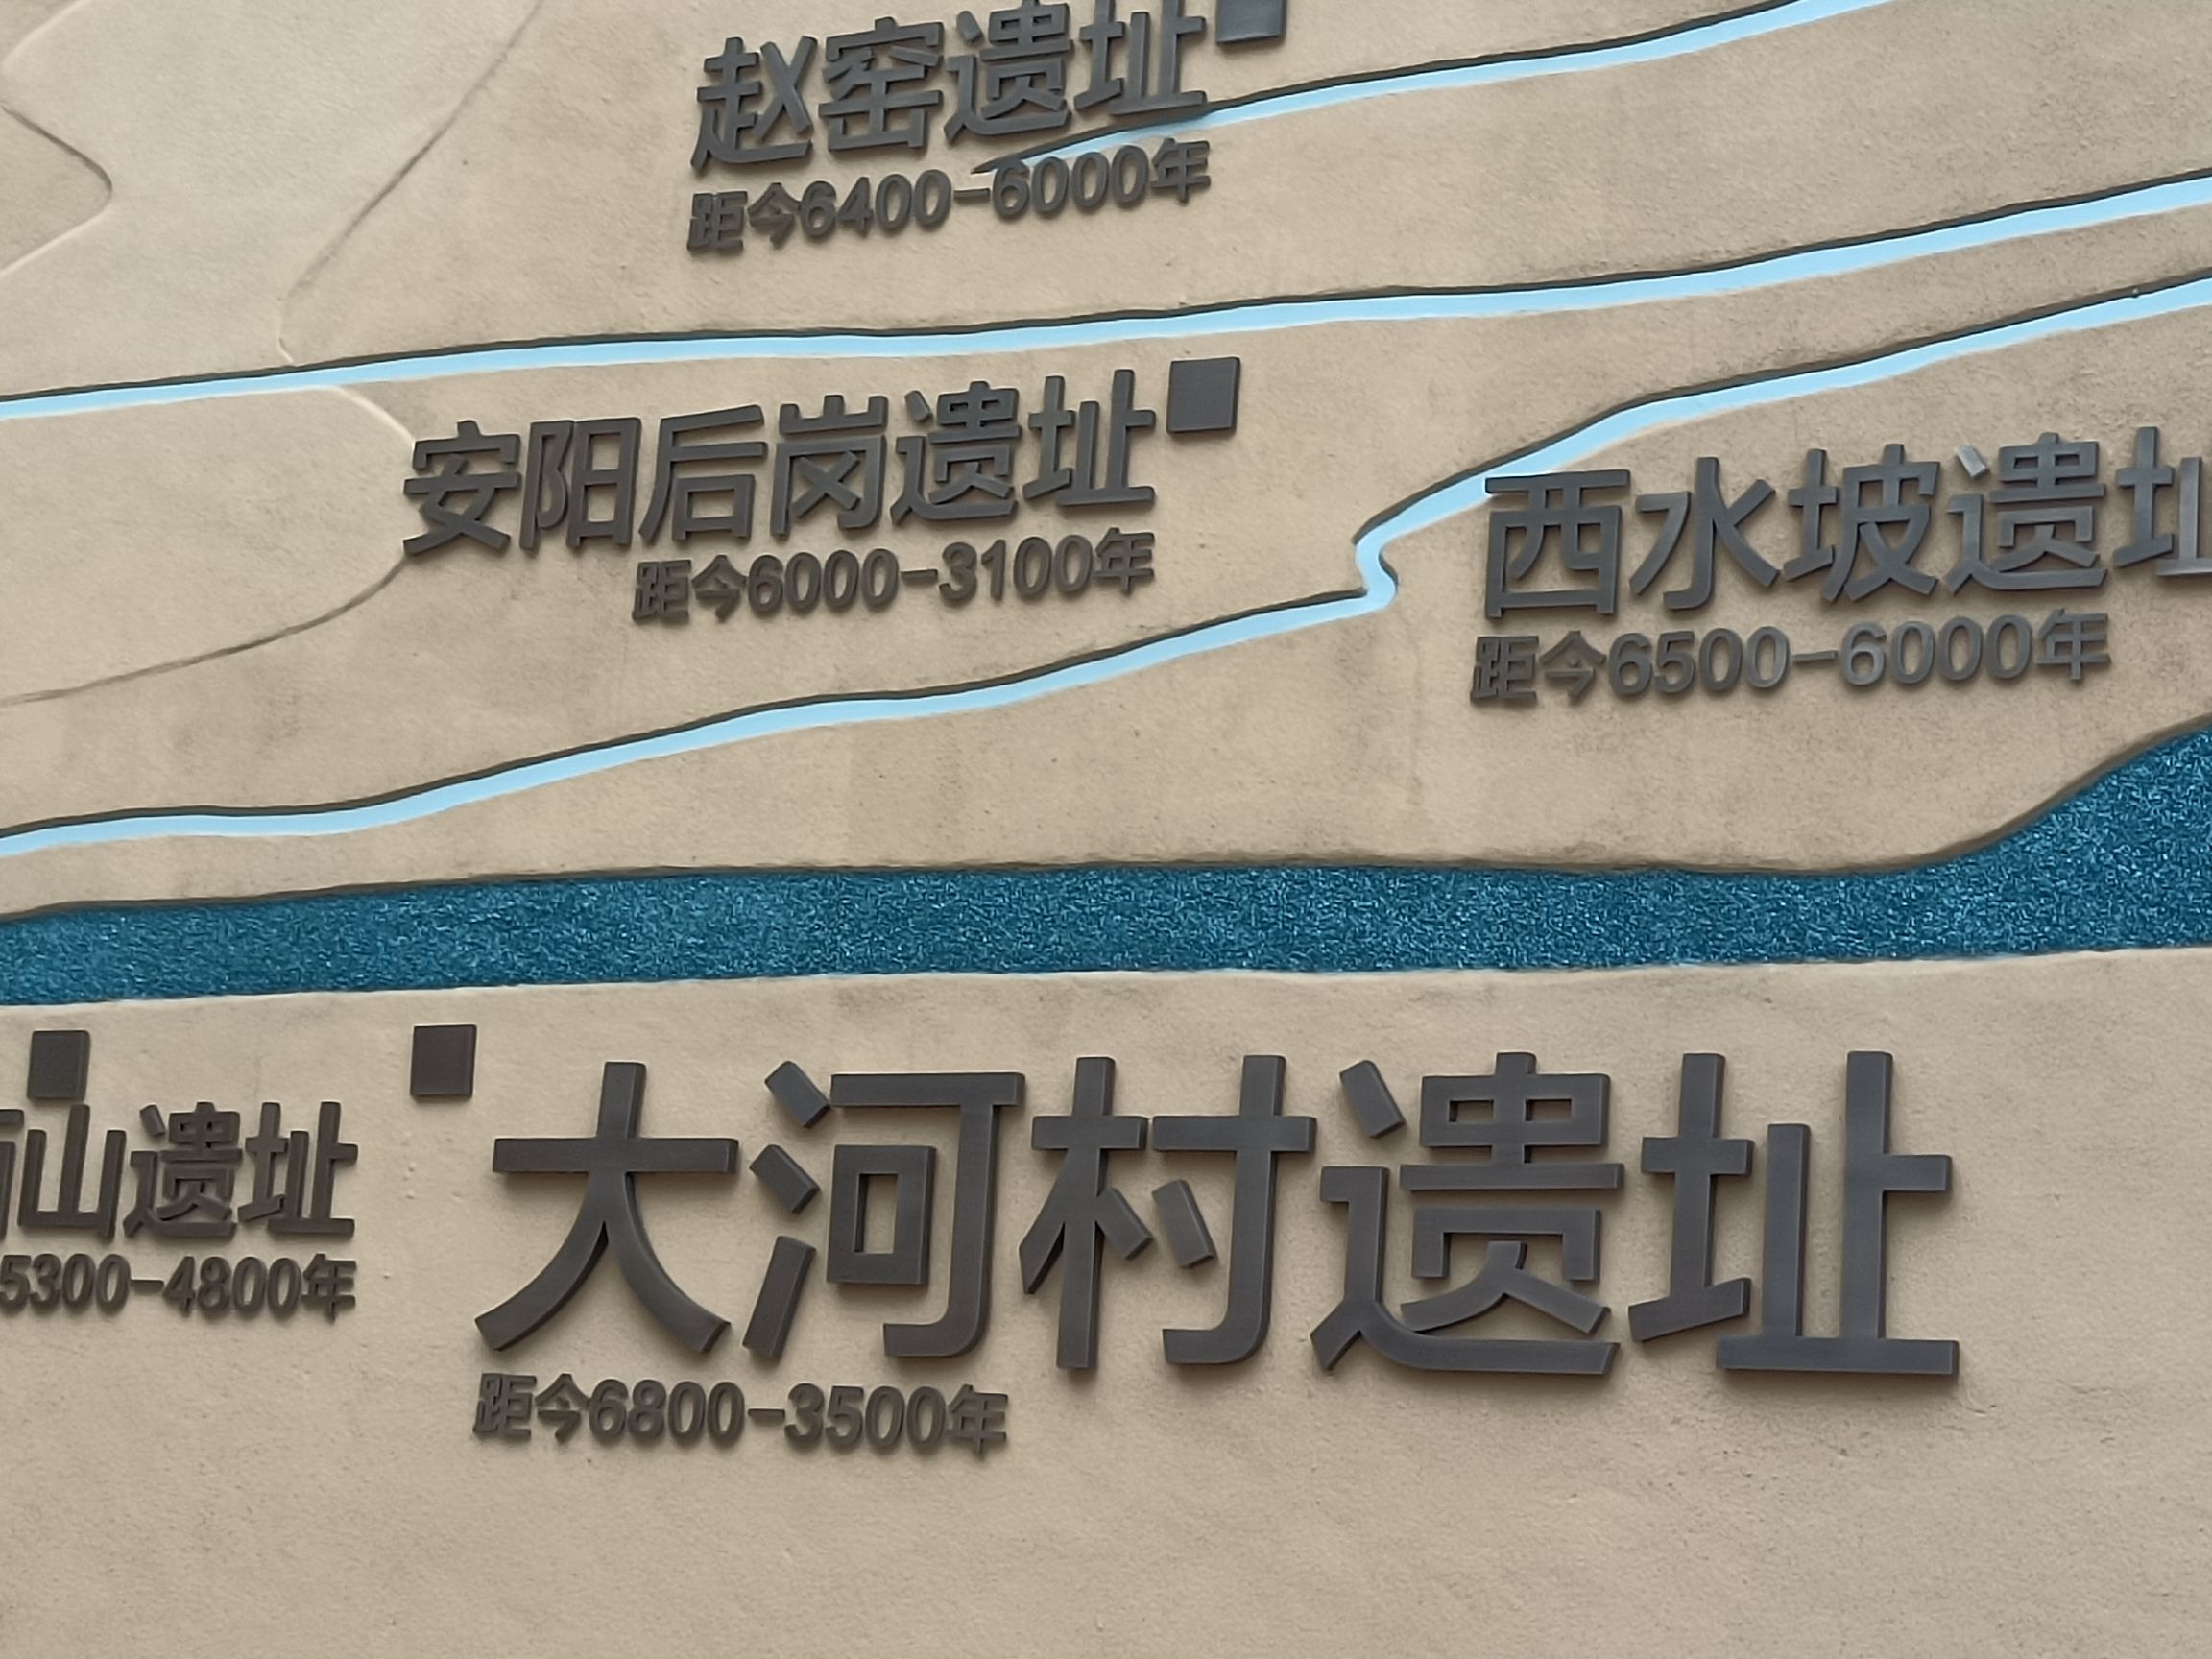 赵窑遗址
距今6400-6000年
安阳后岗遗址
距今6000-3100年
西水坡遗址
距今6500-6000年
山遗址
5300-4800年
大河村遗址
距今6800-3500年